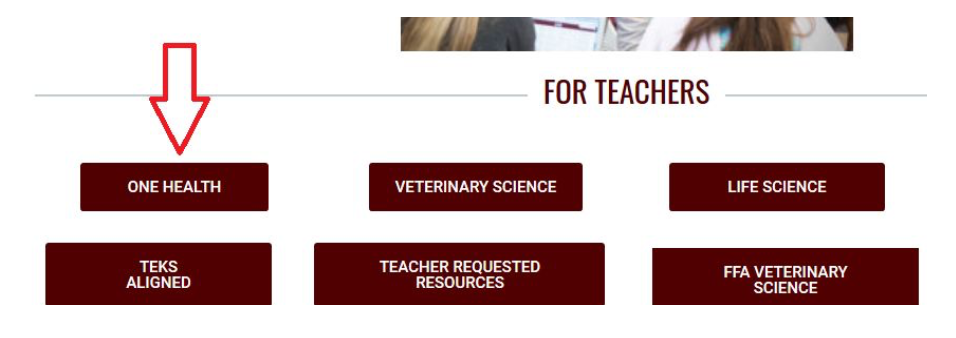 FOR TEACHERS
ONE HEALTH
VETERINARY SCIENCE
LIFE SCIENCE
TEKS
ALIGNED
TEACHER REQUESTED
RESOURCES
FFA VETERINARY
SCIENCE